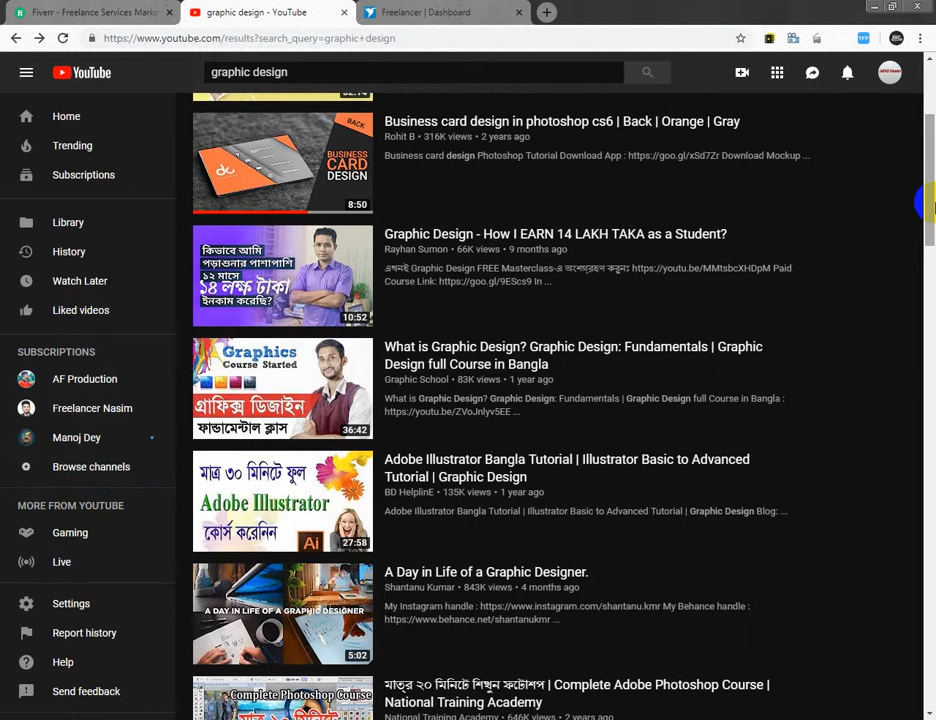 Fiverr - Freelance Services Mark
graphic design - YouTube
Freelancer | Dashboard
https://www.youtube.com/results?search_query=graphic+design
TFF
YouTube
graphic design
Home
Trending
Subscriptions
Library
History
Watch Later
Liked videos
SUBSCRIPTIONS
AF Production
Freelancer Nasim
Manoj Dey
Browse channels
MORE FROM YOUTUBE
Gaming
Live
Settings
Report history
Help
Send feedback
BACK
BUSINESS
CARD
DESIGN
dc
8:50
Business card design in photoshop cs6 | Back | Orange | Gray
Rohit B • 316K views • 2 years ago
Business card design Photoshop Tutorial Download App : https://goo.gl/xSd7Zr Download Mockup ...
কিভাবে আমি
পড়াশুনার পাশাপাশি
১২ মাসে
১৪ লক্ষ টাকা
ইনকাম করেছি?
10:52
Graphic Design - How I EARN 14 LAKH TAKA as a Student?
Rayhan Sumon • 66K views • 9 months ago
এখনই Graphic Design FREE Masterclass-এ অংশগ্রহণ করুনঃ https://youtu.be/MMtsbcXHDpM Paid
Course Link: https://goo.gl/9EScs9 In ...
Graphics
Course Started
গ্রাফিক্স ডিজাইন
ফান্ডামেন্টাল ক্লাস
36:42
What is Graphic Design? Graphic Design: Fundamentals | Graphic
Design full Course in Bangla
Graphic School • 83K views • 1 year ago
What is Graphic Design? Graphic Design: Fundamentals | Graphic Design full Course in Bangla :
https://youtu.be/ZVoJnlyv5EE ...
মাত্র ৩০ মিনিটে ফুল
Adobe Illustrator
কোর্স করেনিন
Ai
27:58
Adobe Illustrator Bangla Tutorial | Illustrator Basic to Advanced
Tutorial | Graphic Design
BD HelplinE • 135K views • 1 year ago
Adobe Illustrator Bangla Tutorial | Illustrator Basic to Advanced Tutorial | Graphic Design Blog: ...
A DAY IN LIFE OF A GRAPHIC DESIGNER
5:02
A Day in Life of a Graphic Designer.
Shantanu Kumar • 843K views • 4 months ago
My Instagram handle : https://www.instagram.com/shantanu.kmr My Behance handle :
https://www.behance.net/shantanukmr ...
Complete Photoshop Course
মাত্র ২০ মিনিটে শিখুন ফটোশপ | Complete Adobe Photoshop Course |
National Training Academy
National Training Academy • 646K views • 2 years ago